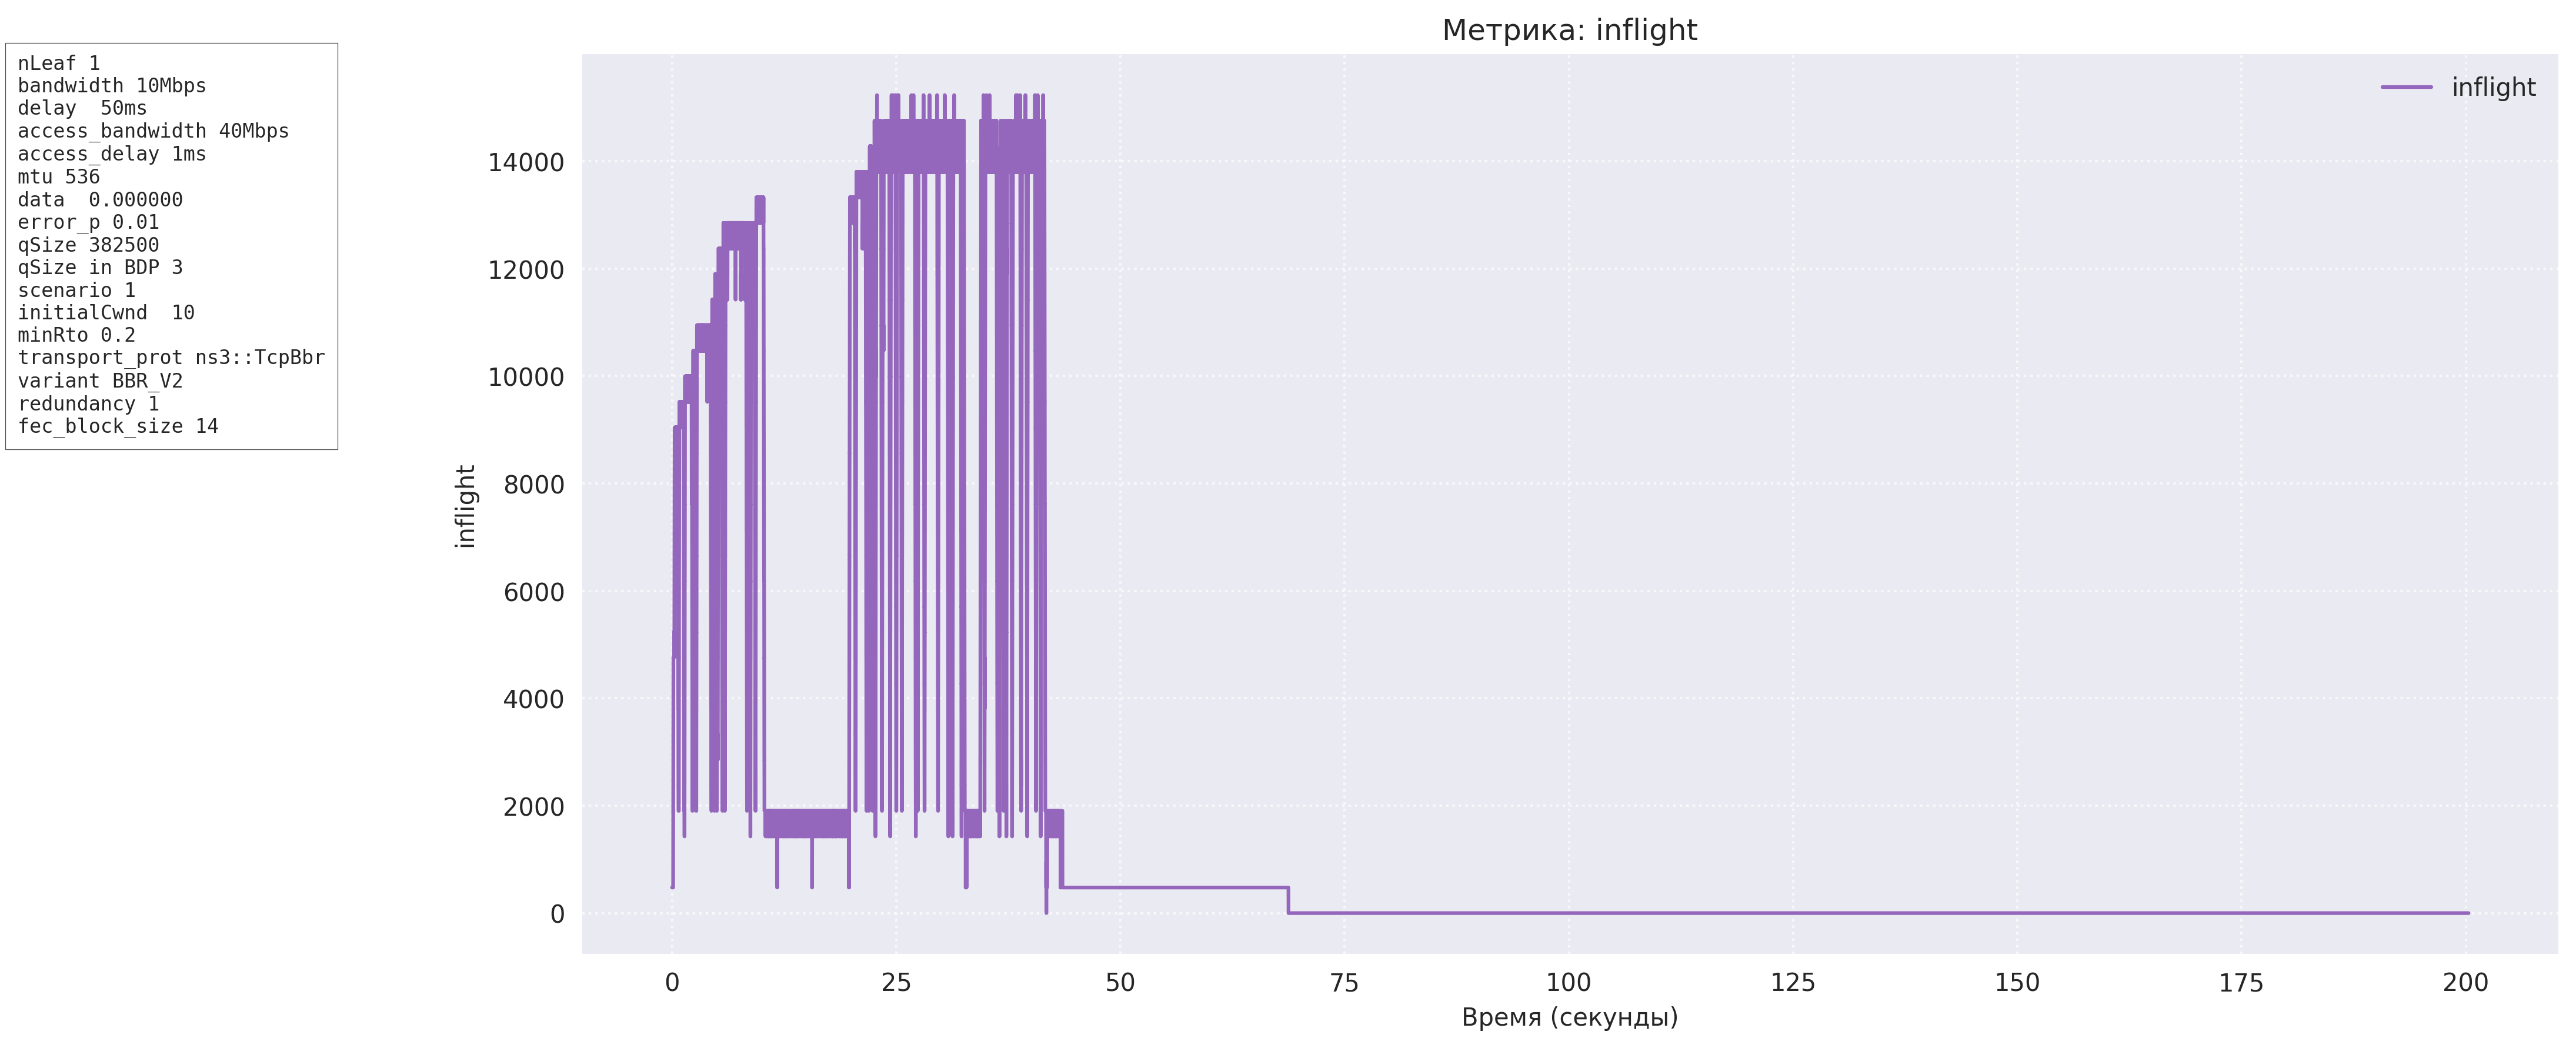 Метрика: inflight
nLeaf 1
bandwidth 10Mbps
delay  50ms
access_bandwidth 40Mbps
access_delay 1ms
mtu 536
data  0.000000
error_p 0.01
qSize 382500
qSize in BDP 3
scenario 1
initialCwnd  10
minRto 0.2
transport_prot ns3::TcpBbr
variant BBR_V2
redundancy 1
fec_block_size 14
inflight
inflight
14000
12000
10000
8000
6000
4000
2000
0
0 25 50 75 100 125 150 175 200
Время (секунды)